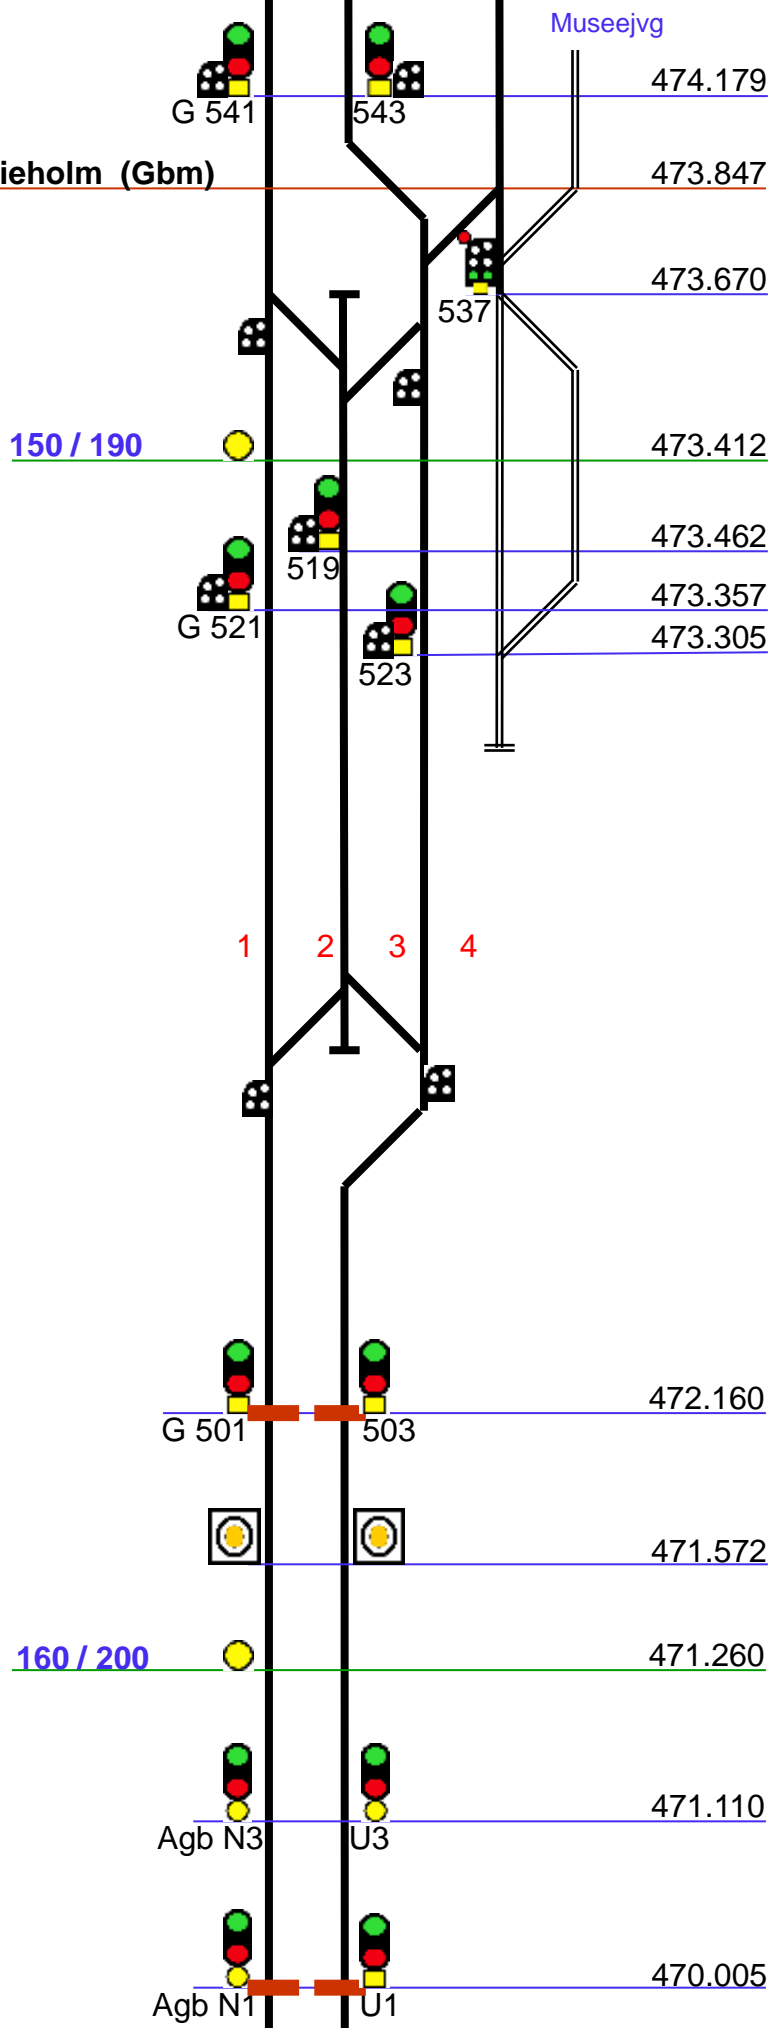 Museejvg
474.179
G 541
543
ieholm (Gbm)
473.847
473.670
537
150 / 190
473.412
473.462
519
473.357
G 521
473.305
523
1 2 3 4
472.160
G 501
503
471.572
160 / 200
471.260
471.110
Agb N3
U3
470.005
Agb N1
U1